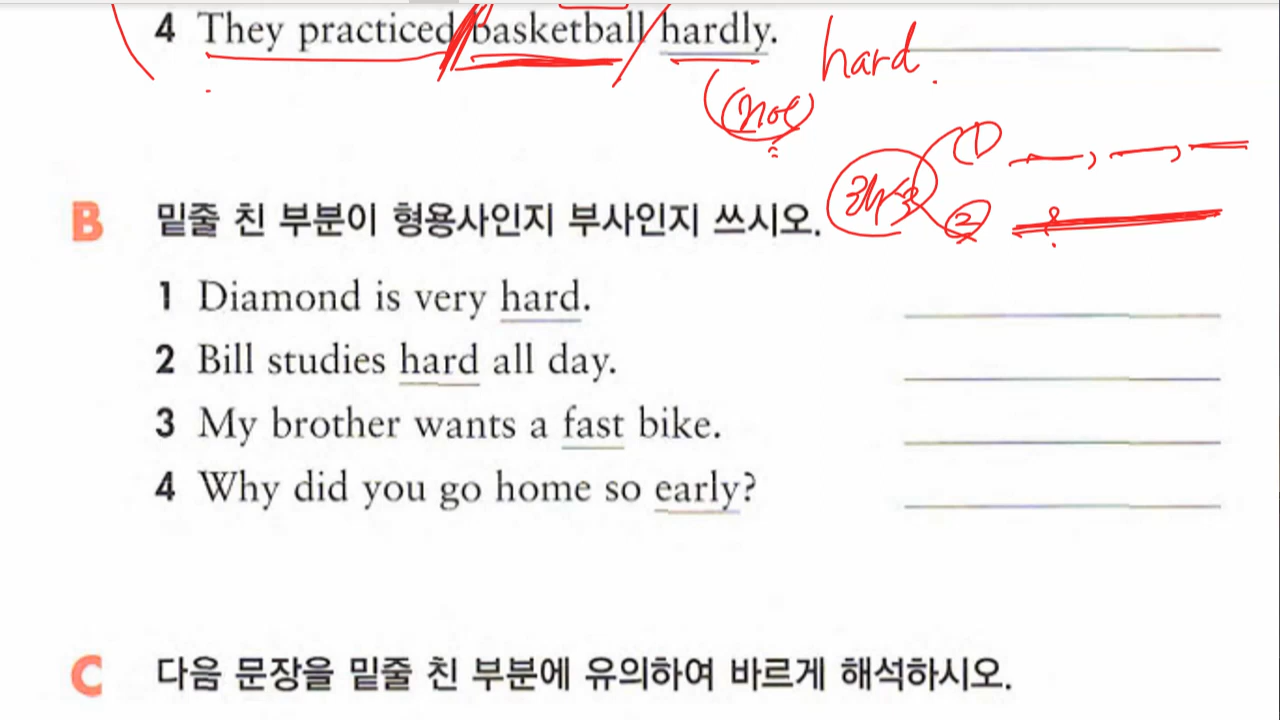 4 They practiced basketball hardly.
hard.
(not)
①
B 밑줄 친 부분이 형용사인지 부사인지 쓰시오.
②
1 Diamond is very hard.
2 Bill studies hard all day.
3 My brother wants a fast bike.
4 Why did you go home so early?
C 다음 문장을 밑줄 친 부분에 유의하여 바르게 해석하시오.